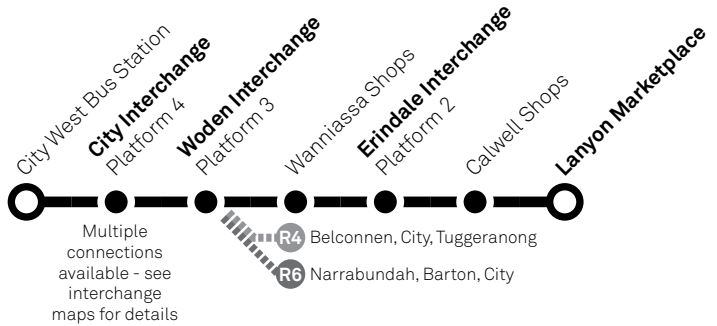 City West Bus Station
City Interchange
Platform 4
Woden Interchange
Platform 3
Wanniassa Shops
Erindale Interchange
Platform 2
Calwell Shops
Lanyon Marketplace
Multiple
connections
available - see
interchange
maps for details
R4 Belconnen, City, Tuggeranong
R6 Narrabundah, Barton, City